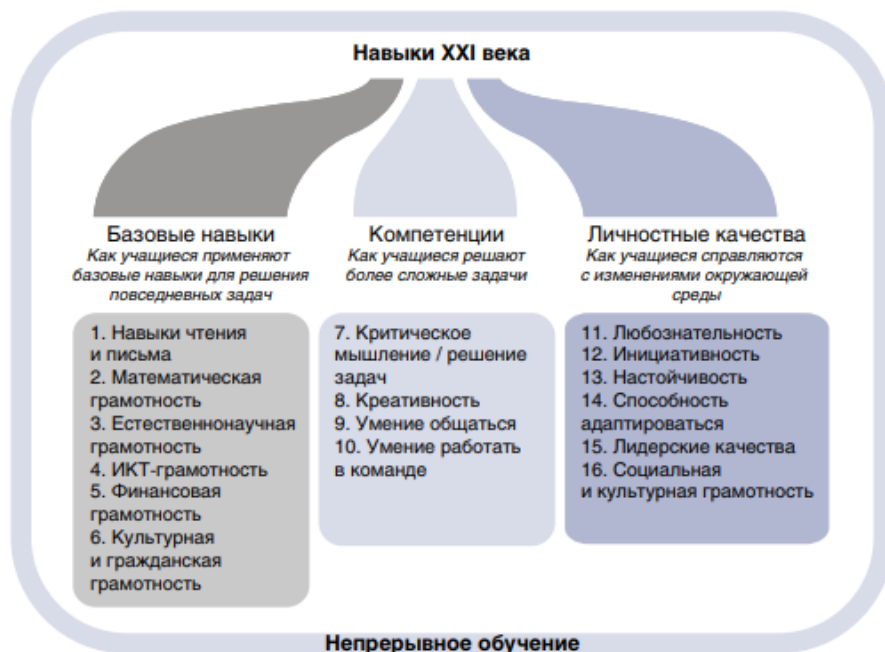 Навыки XXI века
Базовые навыки
Как учащиеся применяют
базовые навыки для решения
повседневных задач
1. Навыки чтения
и письма
2. Математическая
грамотность
3. Естественнонаучная
грамотность
4. ИКТ-грамотность
5. Финансовая
грамотность
6. Культурная
и гражданская
грамотность
Компетенции
Как учащиеся решают
более сложные задачи
7. Критическое
мышление / решение
задач
8. Креативность
9. Умение общаться
10. Умение работать
в команде
Личностные качества
Как учащиеся справляются
с изменениями окружающей
среды
11. Любознательность
12. Инициативность
13. Настойчивость
14. Способность
адаптироваться
15. Лидерские качества
16. Социальная
и культурная грамотность
Непрерывное обучение